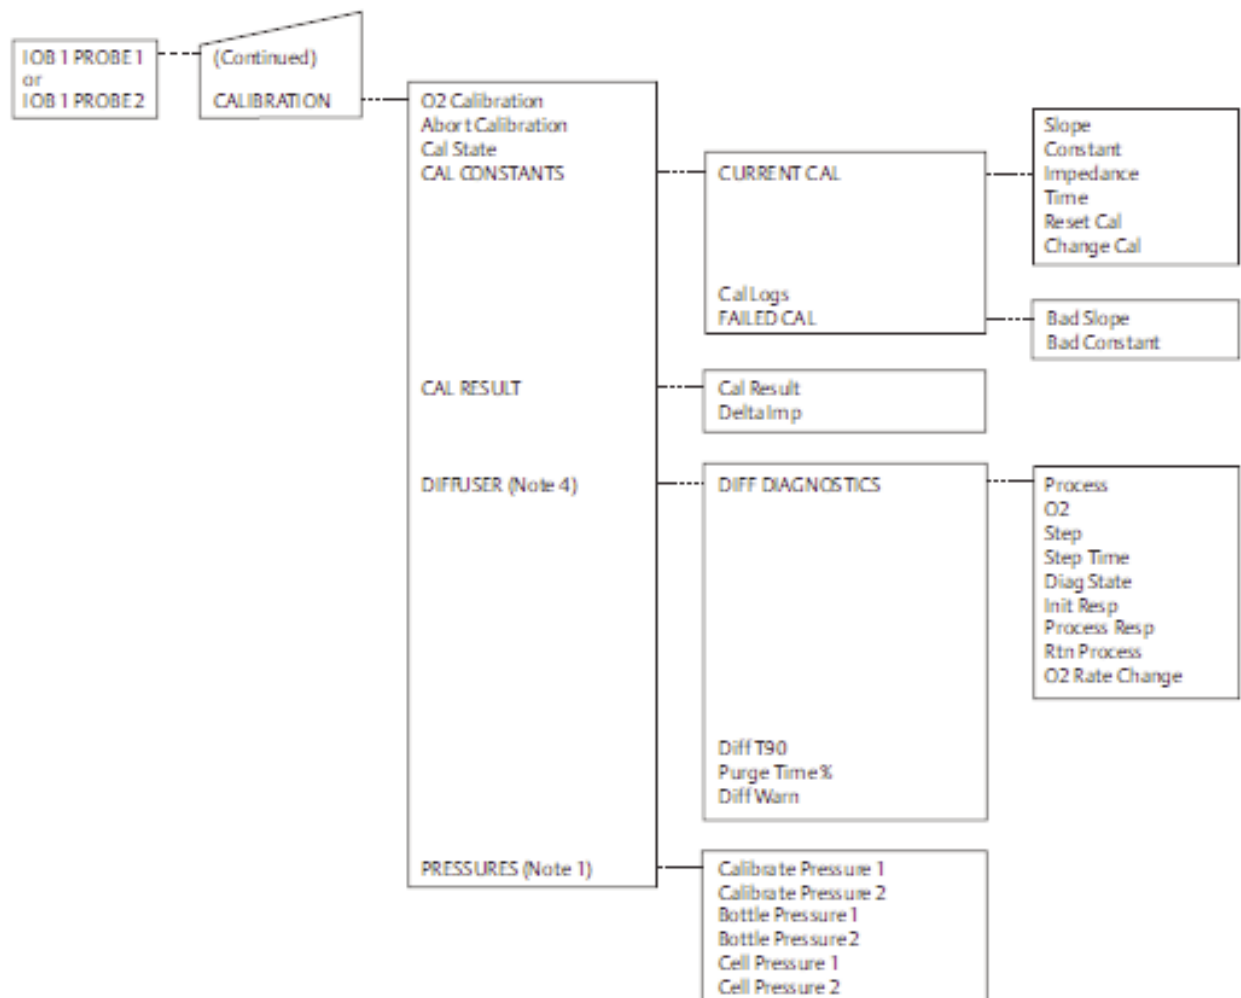 IOB 1 PROBE 1
or
IOB 1 PROBE 2
(Continued)
CALIBRATION
O2 Calibration
Abort Calibration
Cal State
CAL CONSTANTS
CAL RESULT
DIFFUSER (Note 4)
PRESSURES (Note 1)
CURRENT CAL
Cal Logs
FAILED CAL
Slope
Constant
Impedance
Time
Reset Cal
Change Cal
Bad Slope
Bad Constant
Cal Result
Delta Imp
DIFF DIAGNOSTICS
Diff T90
Purge Time %
Diff Warn
Process
O2
Step
Step Time
Diag State
Init Resp
Process Resp
Rtn Process
O2 Rate Change
Calibrate Pressure 1
Calibrate Pressure 2
Bottle Pressure 1
Bottle Pressure 2
Cell Pressure 1
Cell Pressure 2